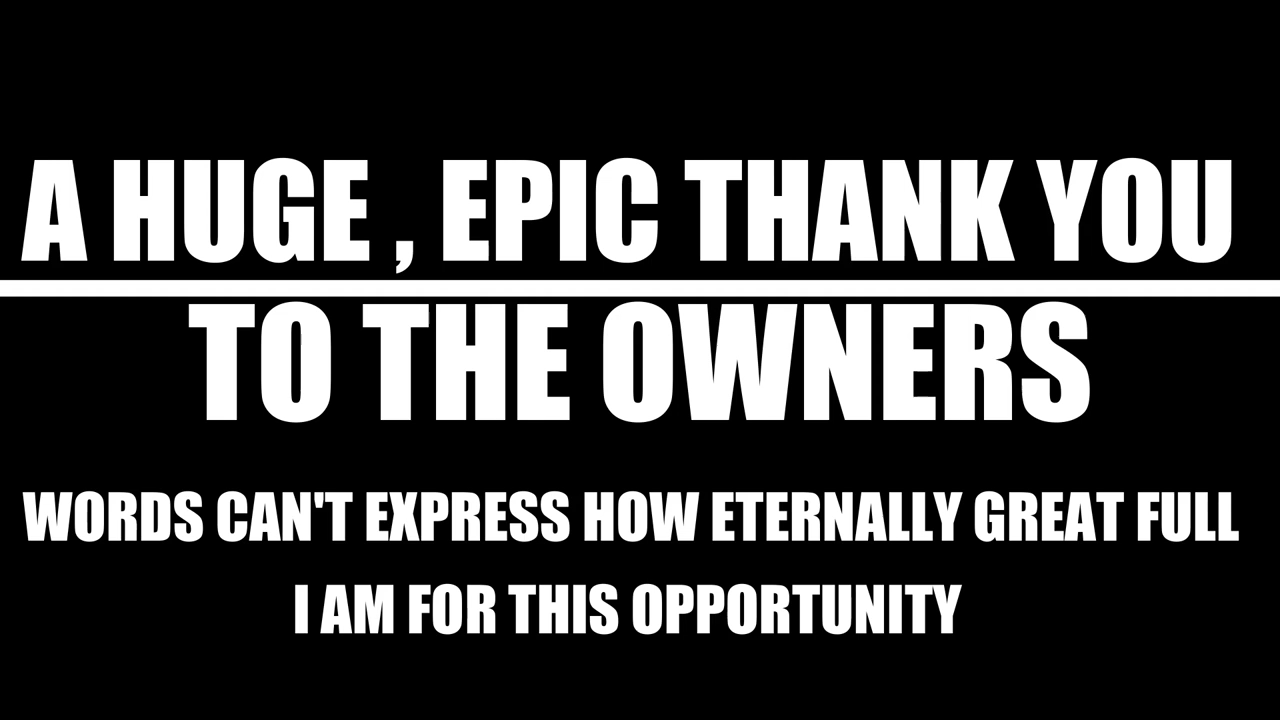 A HUGE , EPIC THANK YOU
TO THE OWNERS
WORDS CAN'T EXPRESS HOW ETERNALLY GREAT FULL
I AM FOR THIS OPPORTUNITY